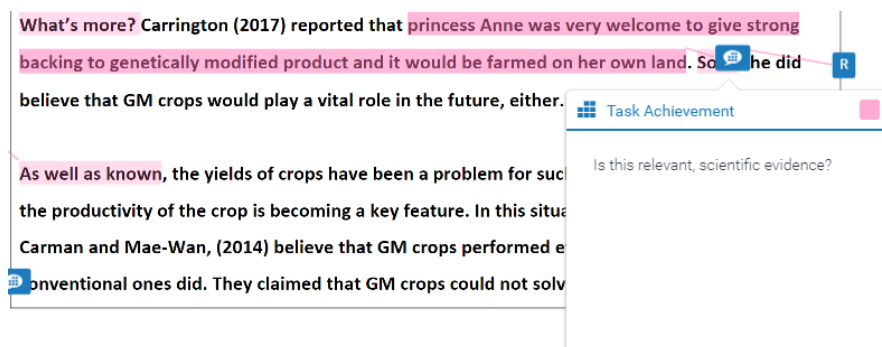 What's more? Carrington (2017) reported that princess Anne was very welcome to give strong
backing to genetically modified product and it would be farmed on her own land. So he did
R
believe that GM crops would play a vital role in the future, either.
Task Achievement
Is this relevant, scientific evidence?
As well as known, the yields of crops have been a problem for
the productivity of the crop is becoming a key feature. In this
Carman and Mae-Wan, (2014) believe that GM crops performed
onventional ones did. They claimed that GM crops could not